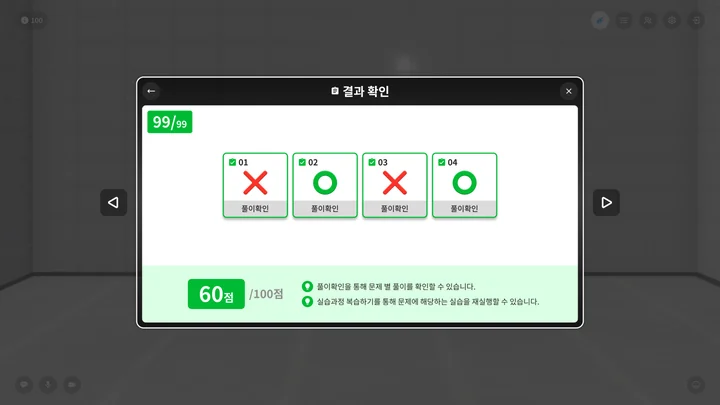 100
결과 확인
99/99
01
02
03
04
풀이확인
풀이확인
풀이확인
풀이확인
60점 /100점
풀이확인을 통해 문제 별 풀이를 확인할 수 있습니다.
실습과정 복습하기를 통해 문제에 해당하는 실습을 재실행할 수 있습니다.